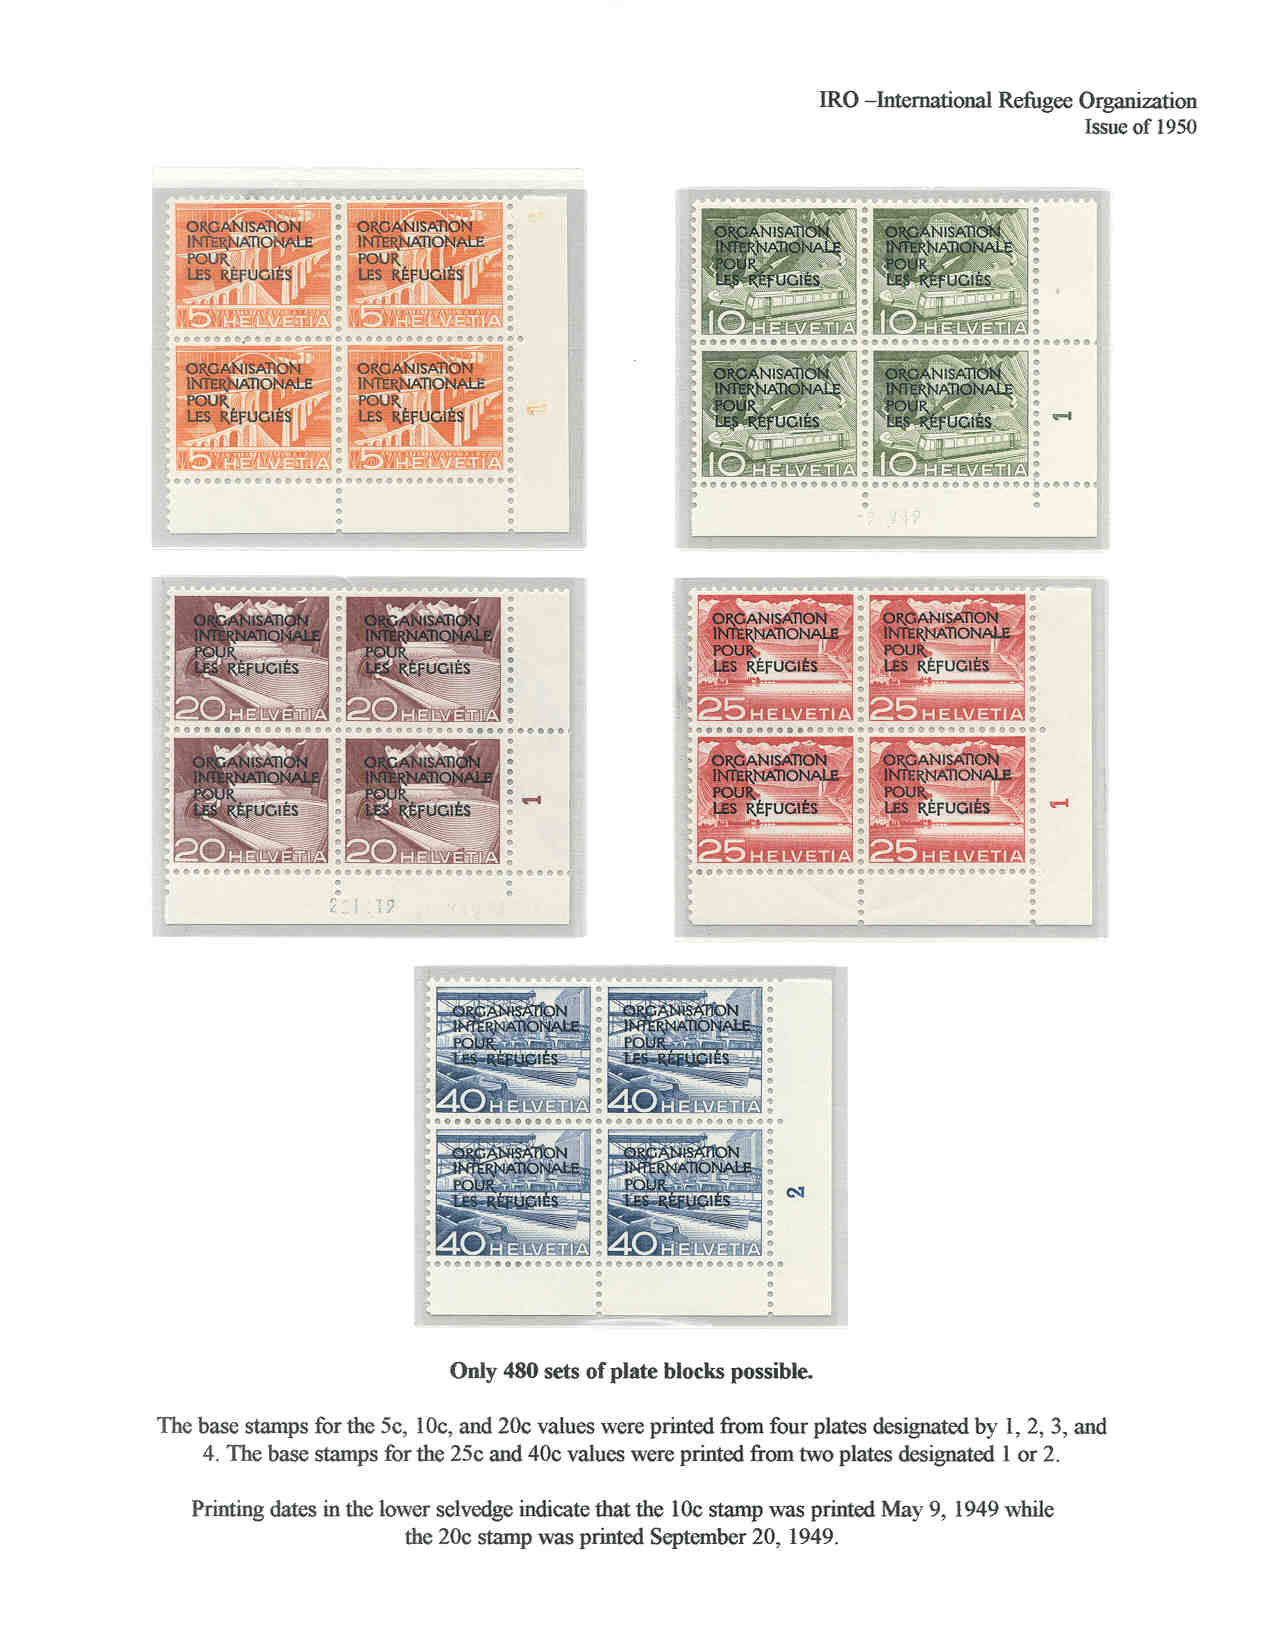 IRO –International Refugee Organization
Issue of 1950
ORGANISATION
INTERNATIONALE
POUR
LES RÉFUGIÉS
5 HELVETIA
ORGANISATION
INTERNATIONALE
POUR
LES RÉFUGIÉS
5 HELVETIA
ORGANISATION
INTERNATIONALE
POUR
LES RÉFUGIÉS
5 HELVETIA
ORGANISATION
INTERNATIONALE
POUR
LES RÉFUGIÉS
5 HELVETIA
1
ORGANISATION
INTERNATIONALE
POUR
LES RÉFUGIÉS
10 HELVETIA
ORGANISATION
INTERNATIONALE
POUR
LES RÉFUGIÉS
10 HELVETIA
ORGANISATION
INTERNATIONALE
POUR
LES RÉFUGIÉS
10 HELVETIA
ORGANISATION
INTERNATIONALE
POUR
LES RÉFUGIÉS
10 HELVETIA
1
ORGANISATION
INTERNATIONALE
POUR
LES RÉFUGIÉS
20 HELVETIA
ORGANISATION
INTERNATIONALE
POUR
LES RÉFUGIÉS
20 HELVETIA
ORGANISATION
INTERNATIONALE
POUR
LES RÉFUGIÉS
20 HELVETIA
ORGANISATION
INTERNATIONALE
POUR
LES RÉFUGIÉS
20 HELVETIA
1
ORGANISATION
INTERNATIONALE
POUR
LES RÉFUGIÉS
25 HELVETIA
ORGANISATION
INTERNATIONALE
POUR
LES RÉFUGIÉS
25 HELVETIA
ORGANISATION
INTERNATIONALE
POUR
LES RÉFUGIÉS
25 HELVETIA
ORGANISATION
INTERNATIONALE
POUR
LES RÉFUGIÉS
25 HELVETIA
1
ORGANISATION
INTERNATIONALE
POUR
LES RÉFUGIÉS
40 HELVETIA
ORGANISATION
INTERNATIONALE
POUR
LES RÉFUGIÉS
40 HELVETIA
ORGANISATION
INTERNATIONALE
POUR
LES RÉFUGIÉS
40 HELVETIA
ORGANISATION
INTERNATIONALE
POUR
LES RÉFUGIÉS
40 HELVETIA
2
Only 480 sets of plate blocks possible.
The base stamps for the 5c, 10c, and 20c values were printed from four plates designated by 1, 2, 3, and
4. The base stamps for the 25c and 40c values were printed from two plates designated 1 or 2.
Printing dates in the lower selvedge indicate that the 10c stamp was printed May 9, 1949 while
the 20c stamp was printed September 20, 1949.